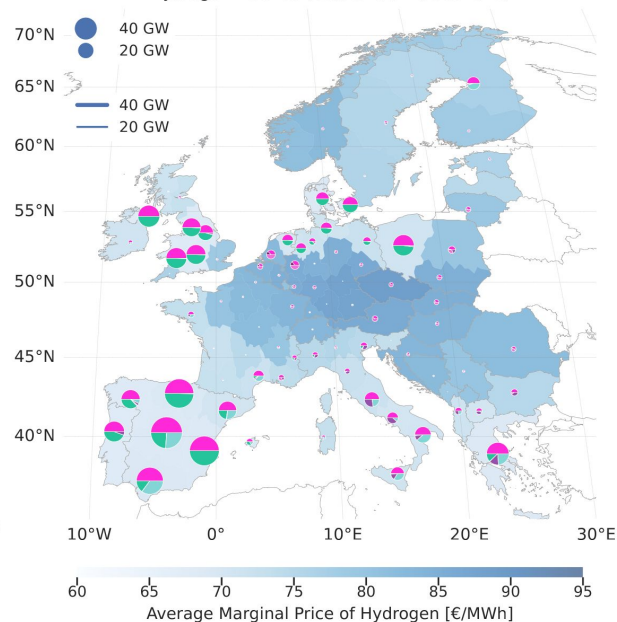 70°N
65°N
60°N
55°N
50°N
45°N
40°N
40 GW
20 GW
40 GW
20 GW
10°W 0° 10°E 20°E 30°E
60 65 70 75 80 85 90 95
Average Marginal Price of Hydrogen [€/MWh]